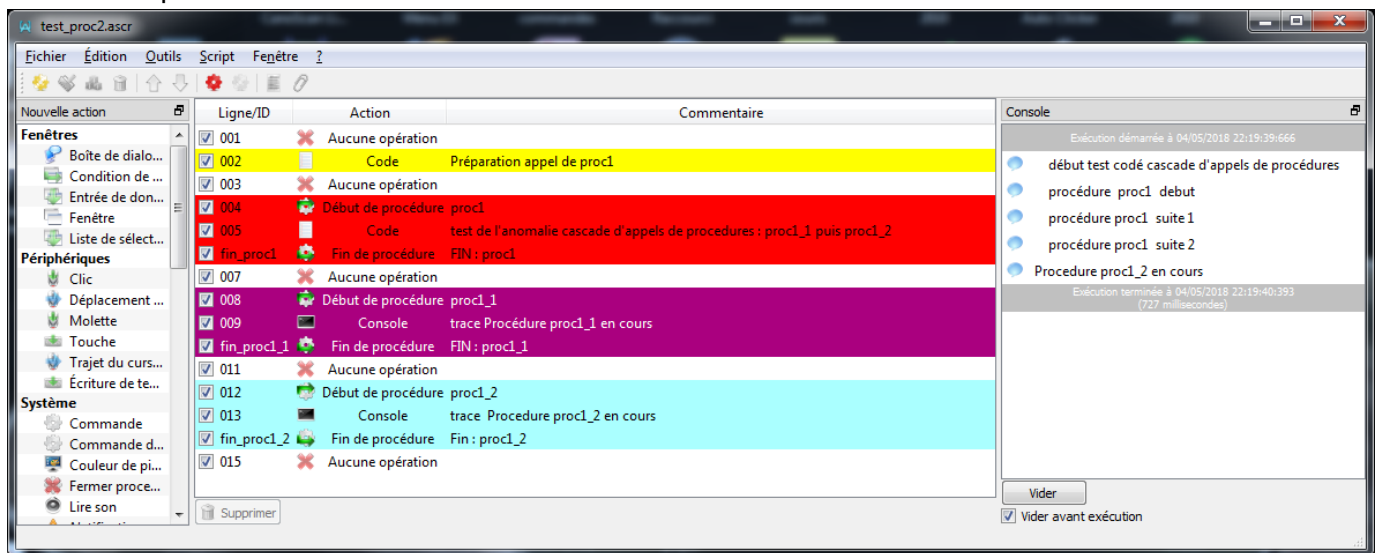 test_proc2.ascr
Fichier Édition Outils Script Fenêtre ?
Nouvelle action
Fenêtres
Boîte de dialo...
Condition de ...
Entrée de don...
Fenêtre
Liste de sélect...
Périphériques
Clic
Déplacement ...
Molette
Touche
Trajet du curs...
Écriture de te...
Système
Commande
Commande d...
Couleur de pi...
Fermer proce...
Lire son
Ligne/ID Action Commentaire
001 Aucune opération
002 Code Préparation appel de proc1
003 Aucune opération
004 Début de procédure proc1
005 Code test de l'anomalie cascade d'appels de procedures : proc1_1 puis proc1_2
fin_proc1 Fin de procédure FIN : proc1
007 Aucune opération
008 Début de procédure proc1_1
009 Console trace Procédure proc1_1 en cours
fin_proc1_1 Fin de procédure FIN : proc1_1
011 Aucune opération
012 Début de procédure proc1_2
013 Console trace Procedure proc1_2 en cours
fin_proc1_2 Fin de procédure Fin : proc1_2
015 Aucune opération
Supprimer
Console
Exécution démarrée à 04/05/2018 22:19:39:666
début test codé cascade d'appels de procédures
procédure proc1 debut
procédure proc1 suite 1
procédure proc1 suite 2
Procedure proc1_2 en cours
Exécution terminée à 04/05/2018 22:19:40:393
(727 millisecondes)
Vider
Vider avant exécution